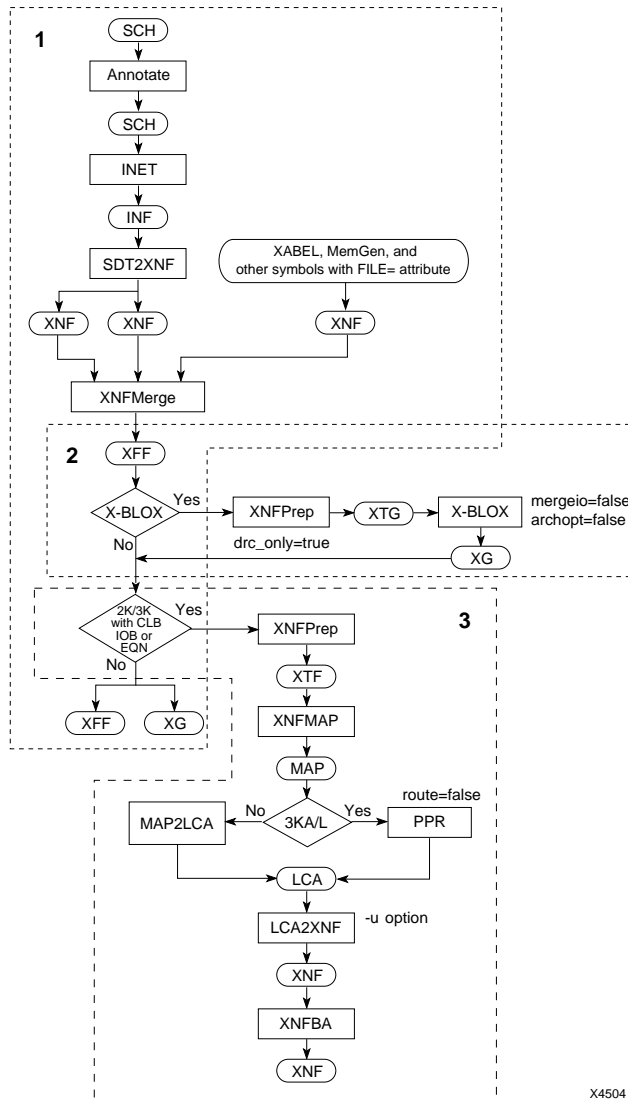 1
SCH
Annotate
SCH
INET
INF
SDT2XNF
XABEL, MemGen, and
other symbols with FILE= attribute
XNF
XNF
XNF
XNFMerge
2
XFF
X-BLOX
Yes
No
XNFPrep
drc_only=true
XTG
X-BLOX
mergeio=false
archopt=false
XG
2K/3K
with CLB
IOB or
EQN
Yes
No
XFF
XG
3
XNFPrep
XTF
XNFMAP
MAP
3KA/L
No
Yes
MAP2LCA
route=false
PPR
LCA
LCA2XNF
-u option
XNF
XNFBA
XNF
X4504